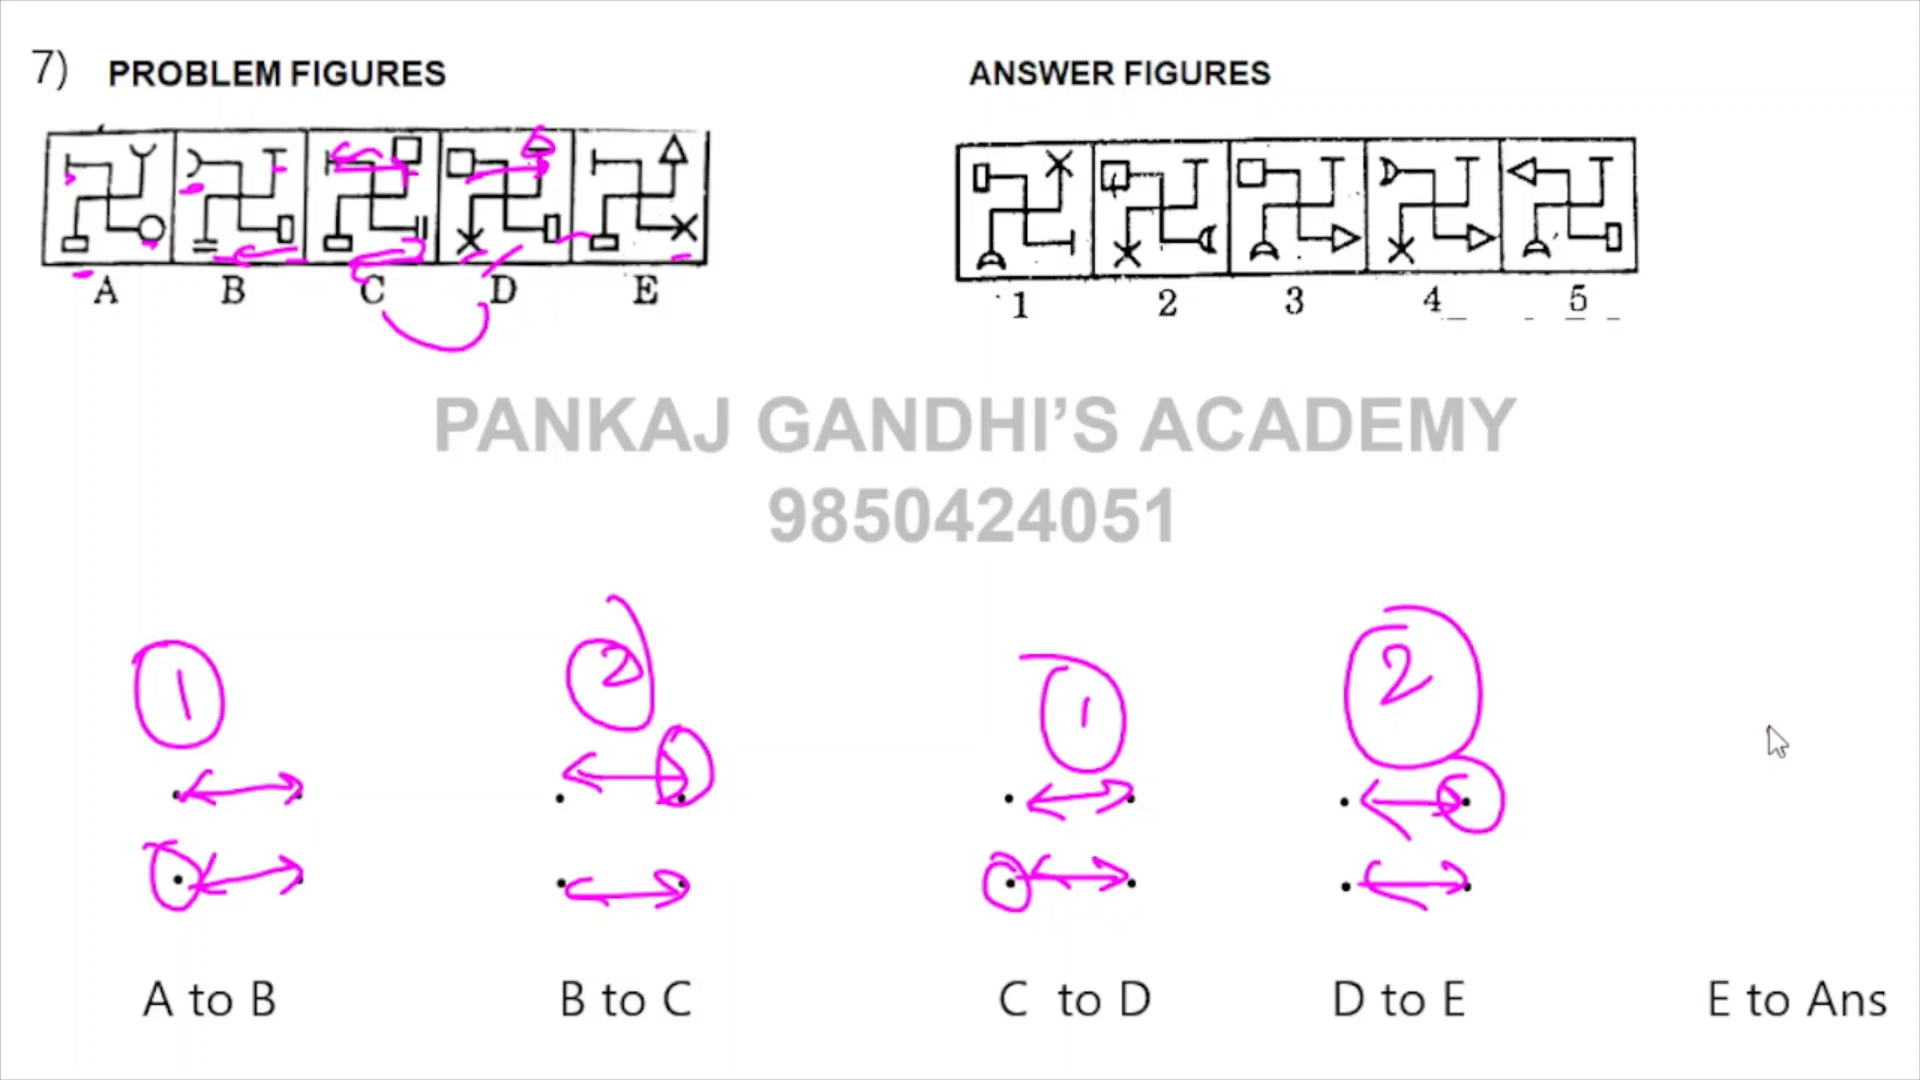 7) PROBLEM FIGURES ANSWER FIGURES
A B C D E
1 2 3 4 5
PANKAJ GANDHI'S ACADEMY
9850424051
1 2 1 2
A to B B to C C to D D to E E to Ans